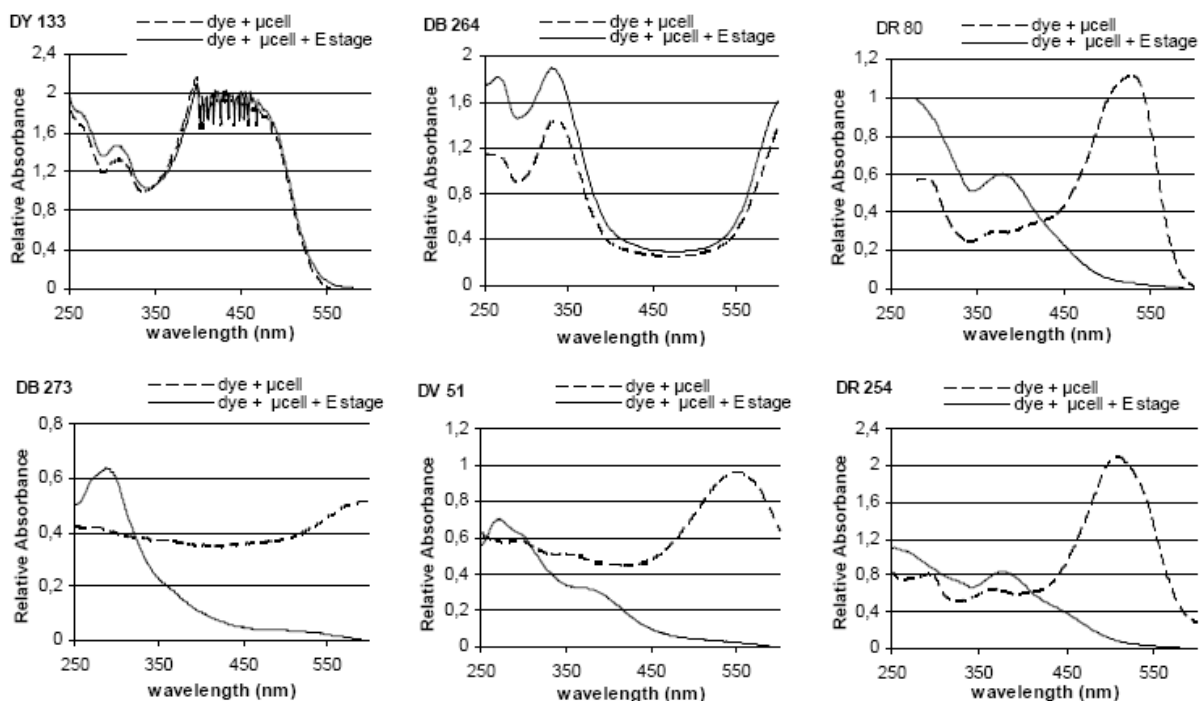 DY 133
dye + µcell
dye + µcell + E stage
2,4
2
1,6
1,2
0,8
0,4
0
Relative Absorbance
250 350 450 550
wavelength (nm)
DB 264
dye + µcell
dye + µcell + E stage
2
1,6
1,2
0,8
0,4
0
Relative Absorbance
250 350 450 550
wavelength (nm)
DR 80
dye + µcell
dye + µcell + E stage
1,2
1
0,8
0,6
0,4
0,2
0
Relative Absorbance
250 350 450 550
wavelength (nm)
DB 273
dye + µcell
dye + µcell + E stage
0,8
0,6
0,4
0,2
0
Relative Absorbance
250 350 450 550
wavelength (nm)
DV 51
dye + µcell
dye + µcell + E stage
1,2
1
0,8
0,6
0,4
0,2
0
Relative Absorbance
250 350 450 550
wavelength (nm)
DR 254
dye + µcell
dye + µcell + E stage
2,4
2
1,6
1,2
0,8
0,4
0
Relative Absorbance
250 350 450 550
wavelength (nm)